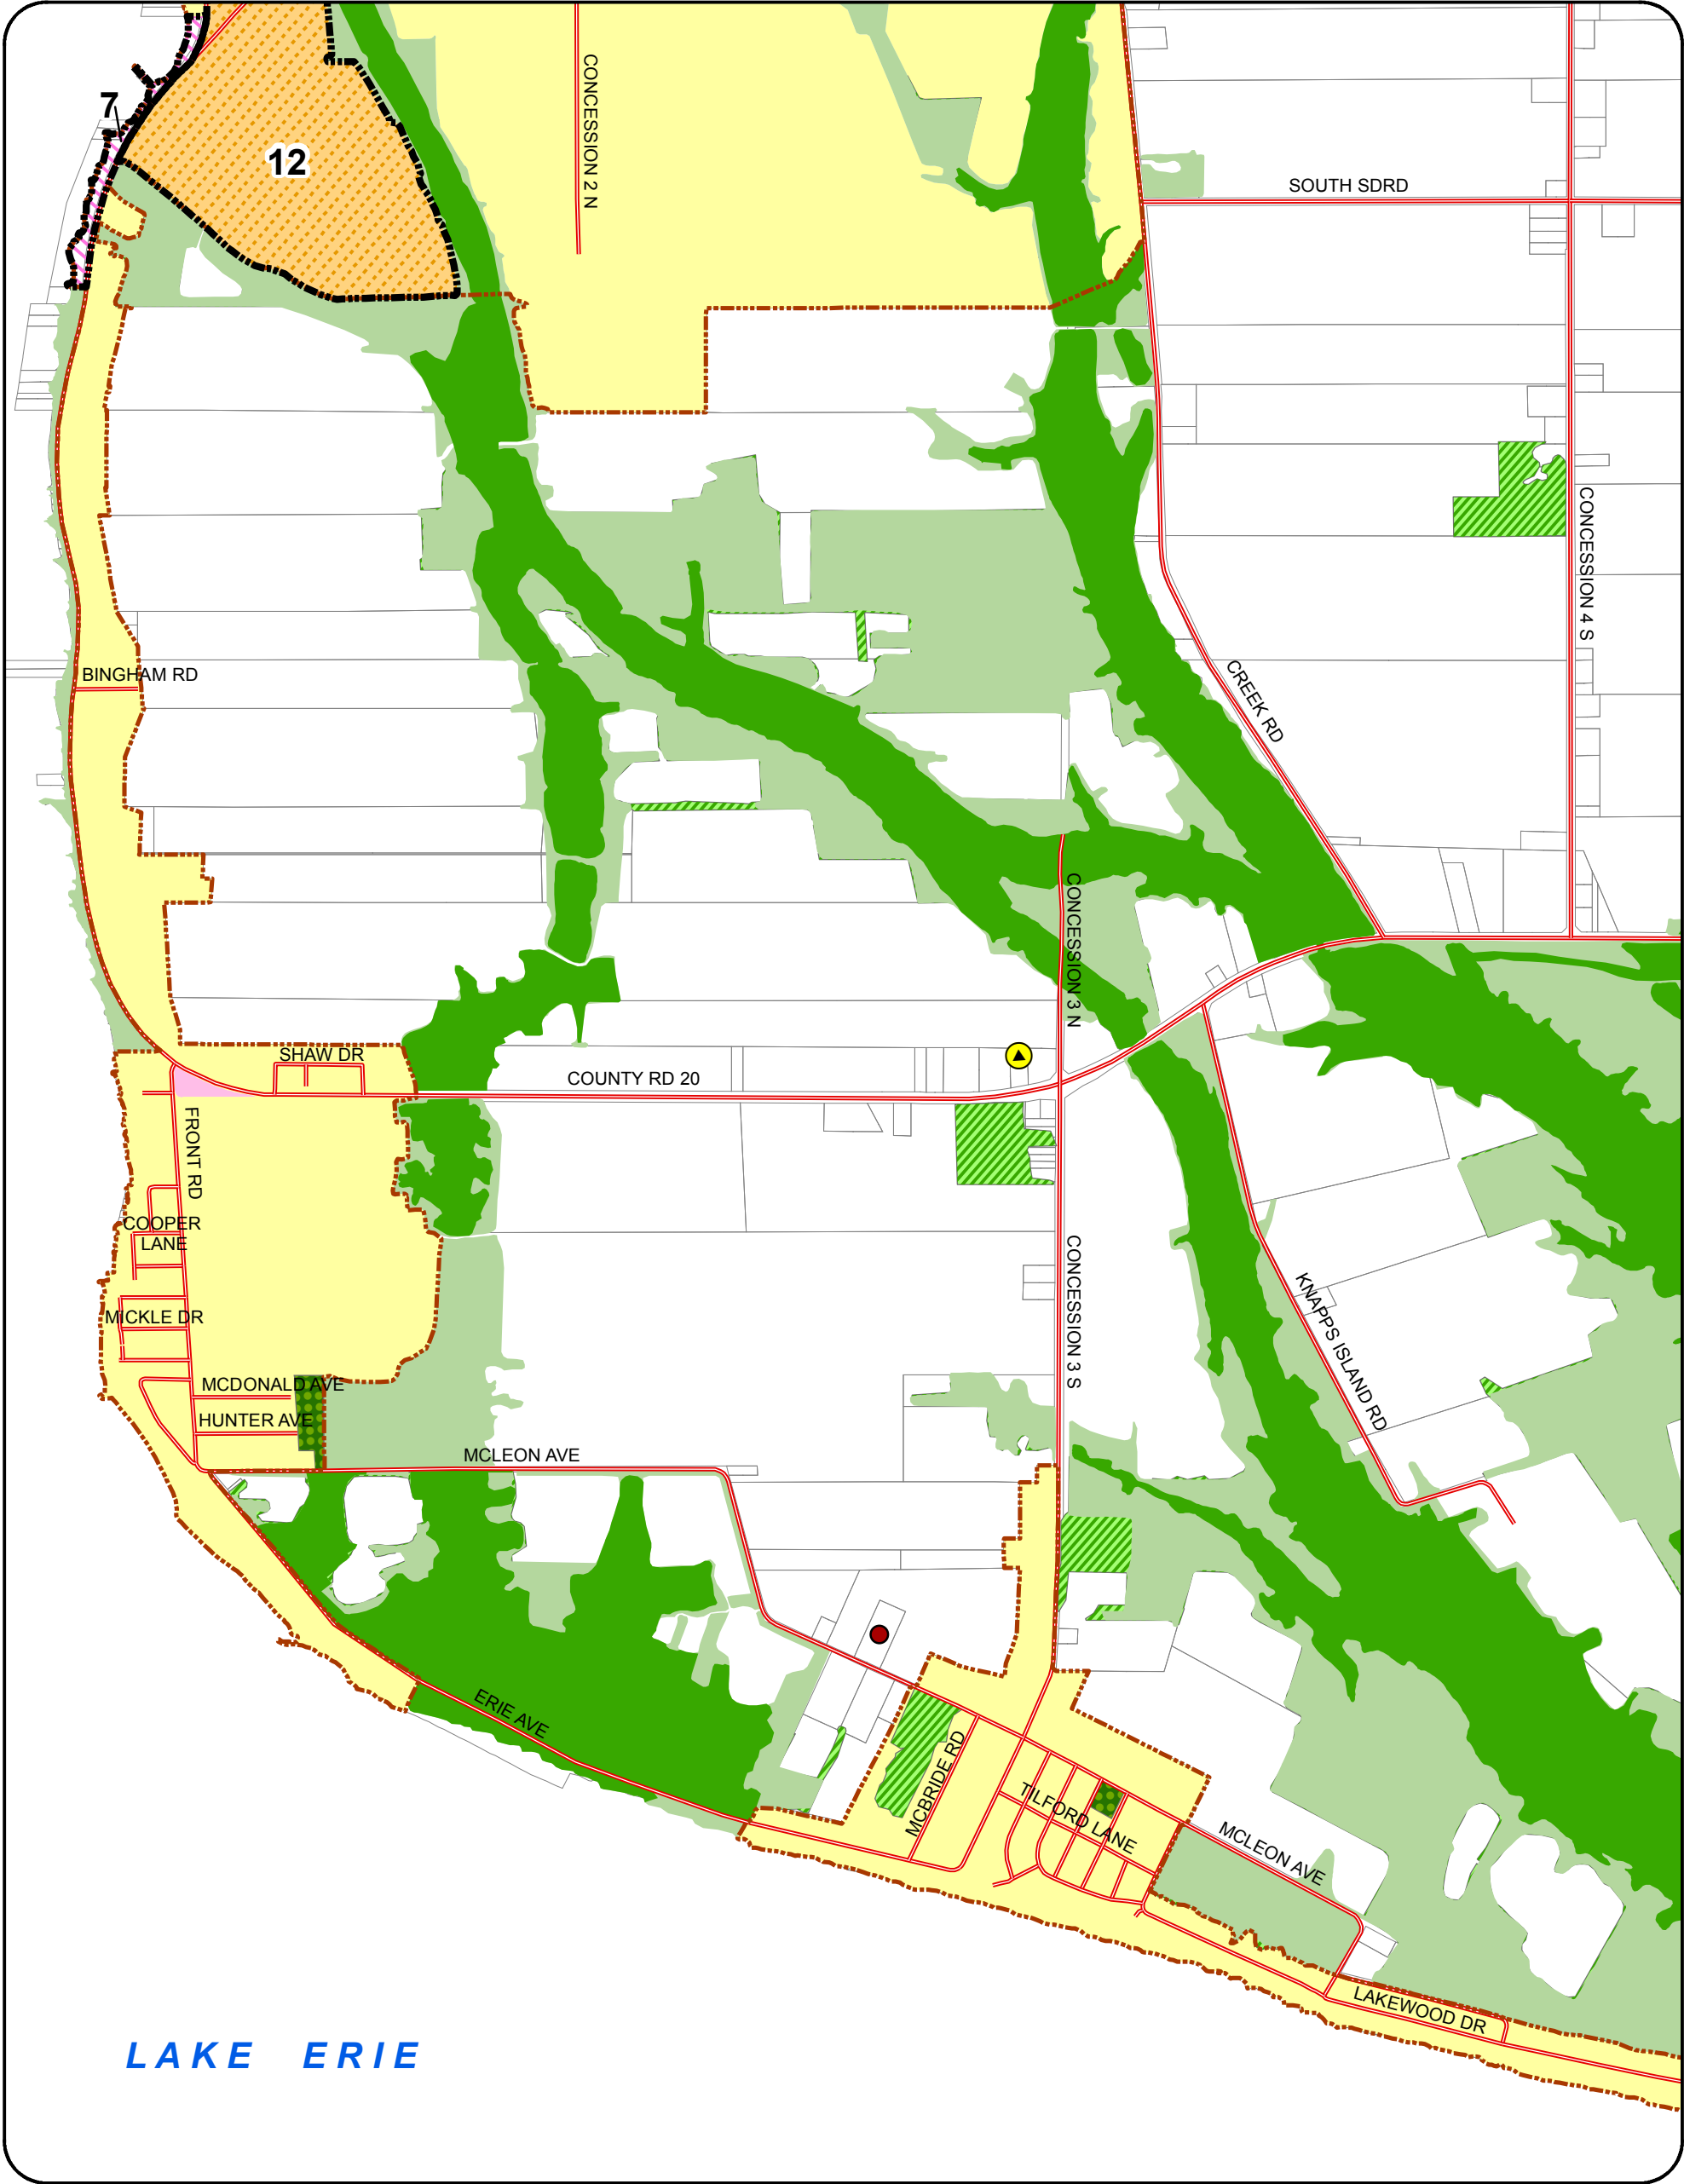 7
12
CONCESSION 2 N
SOUTH SDRD
CONCESSION 4 S
BINGHAM RD
CREEK RD
CONCESSION 3 N
SHAW DR
COUNTY RD 20
FRONT RD
COOPER
LANE
CONCESSION 3 S
KNAPPS ISLAND RD
MICKLE DR
MCDONALD AVE
HUNTER AVE
MCLEON AVE
ERIE AVE
MCBRIDE RD
TILFORD LANE
MCLEON AVE
LAKEWOOD DR
LAKE ERIE